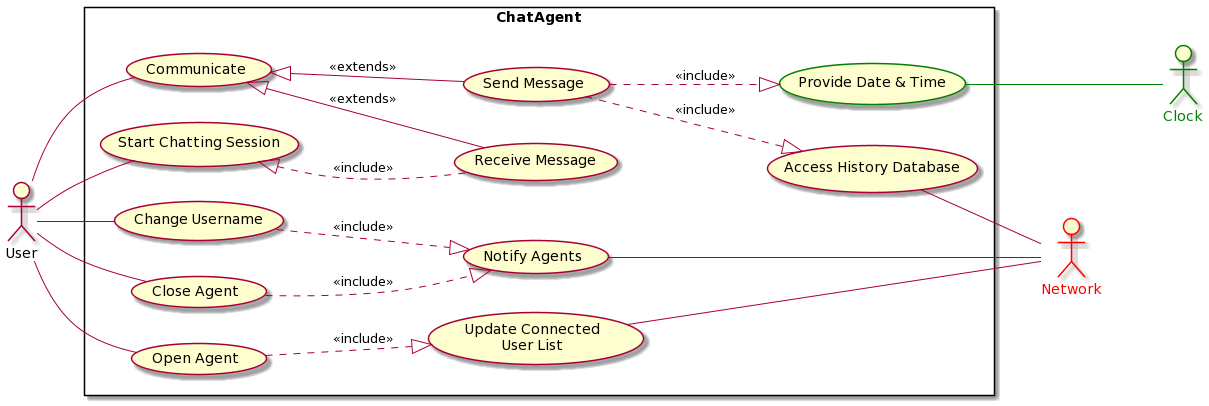 ChatAgent
Communicate
«extends»
Send Message
«include»
Provide Date & Time
Clock
«extends»
«include»
Start Chatting Session
«include»
Receive Message
Access History Database
User
Change Username
«include»
Notify Agents
Network
Close Agent
«include»
Update Connected
User List
Open Agent
«include»